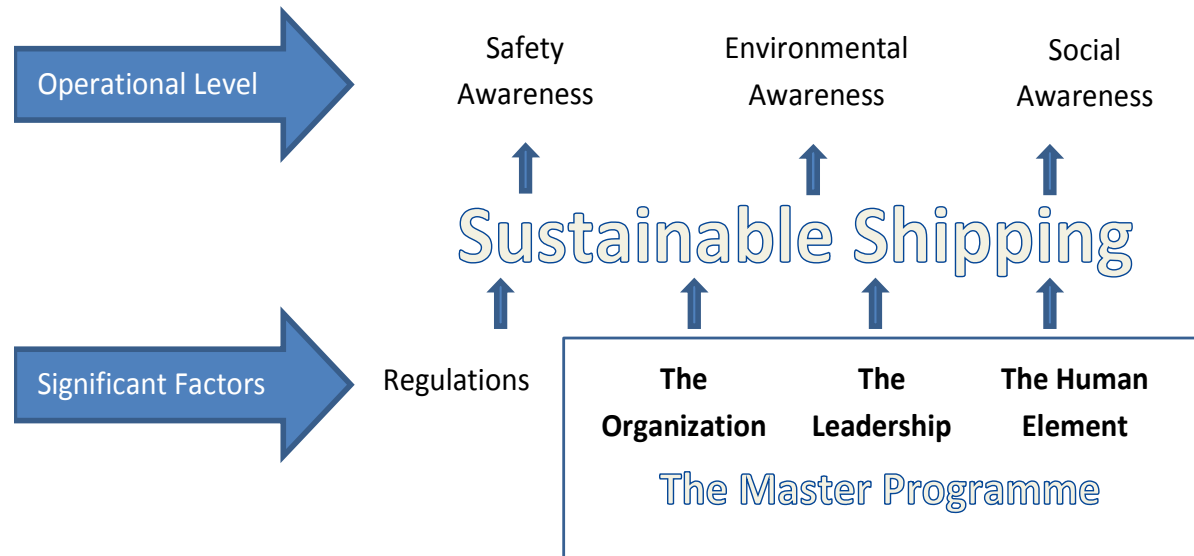 Operational Level
Safety
Awareness
Environmental
Awareness
Social
Awareness
Sustainable Shipping
Significant Factors
Regulations
The
Organization
The
Leadership
The Human
Element
The Master Programme